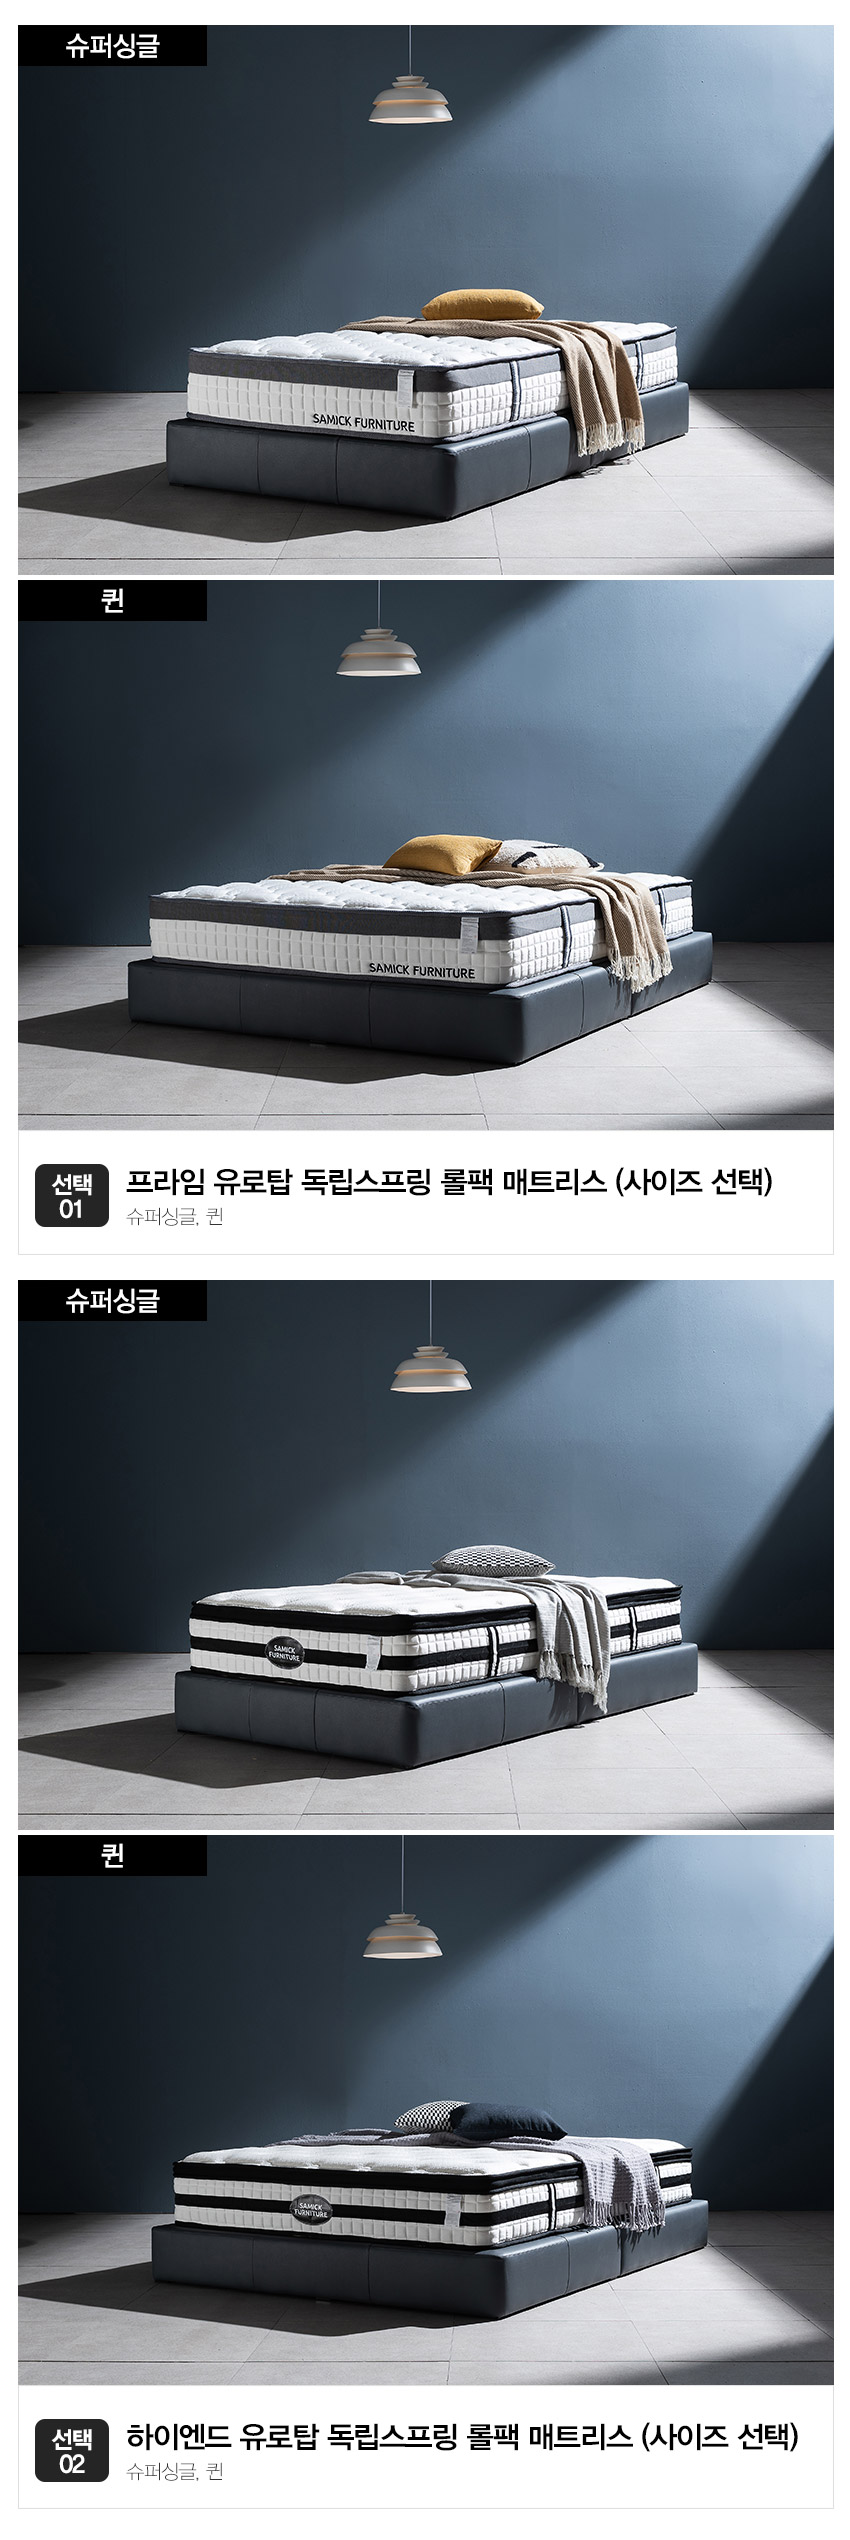 슈퍼싱글
SAMICK FURNITURE
퀸
SAMICK FURNITURE
선택
01
프라임 유로탑 독립스프링 롤팩 매트리스 (사이즈 선택)
슈퍼싱글, 퀸
슈퍼싱글
SAMICK
FURNITURE
퀸
SAMICK
FURNITURE
선택
02
하이엔드 유로탑 독립스프링 롤팩 매트리스 (사이즈 선택)
슈퍼싱글, 퀸